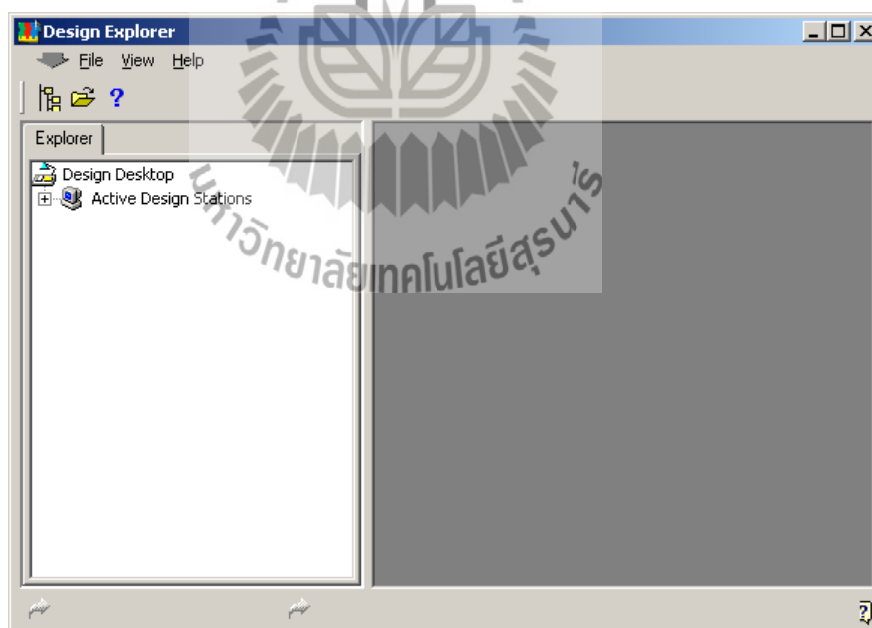 Design Explorer
File View Help
?
Explorer
Design Desktop
Active Design Stations
มหาวิทยาลัยเทคโนโลยีสุรนารี